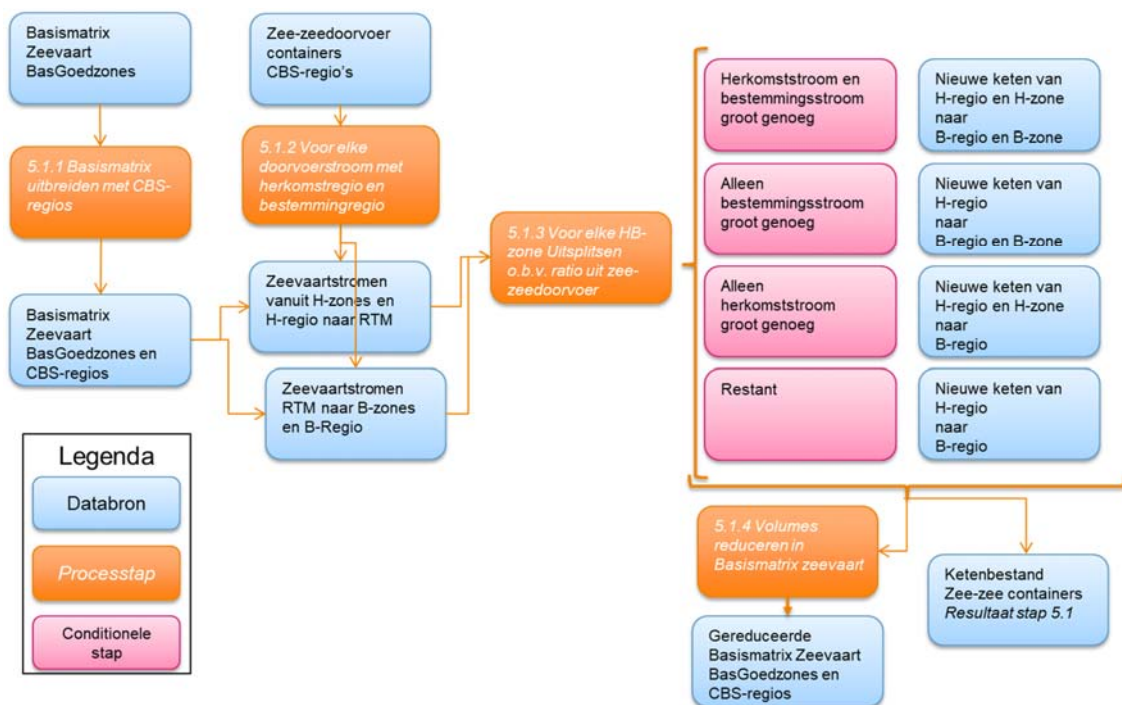 Basismatrix
Zeevaart
BasGoedzones
Zee-zeedoorvoer
containers
CBS-regio's
5.1.1 Basismatrix
uitbreiden met CBS-
regios
5.1.2 Voor elke
doorvoerstroom met
herkomstregio en
bestemmingregio
5.1.3 Voor elke HB-
zone Uitsplitsen
o.b.v. ratio uit zee-
zeedoorvoer
Basismatrix
Zeevaart
BasGoedzones en
CBS-regios
Zeevaartstromen
vanuit H-zones en
H-regio naar RTM
Zeevaartstromen
RTM naar B-zones
en B-Regio
Herkomststroom en
bestemmingsstroom
groot genoeg
Nieuwe keten van
H-regio en H-zone
naar
B-regio en B-zone
Alleen
bestemmingsstroom
groot genoeg
Nieuwe keten van
H-regio
naar
B-regio en B-zone
Alleen
herkomststroom
groot genoeg
Nieuwe keten van
H-regio en H-zone
naar
B-regio
Restant
Nieuwe keten van
H-regio
naar
B-regio
5.1.4 Volumes
reduceren in
Basismatrix zeevaart
Ketenbestand
Zee-zee containers
Resultaat stap 5.1
Gereduceerde
Basismatrix Zeevaart
BasGoedzones en
CBS-regios
Legenda
Databron
Processtap
Conditionele
stap